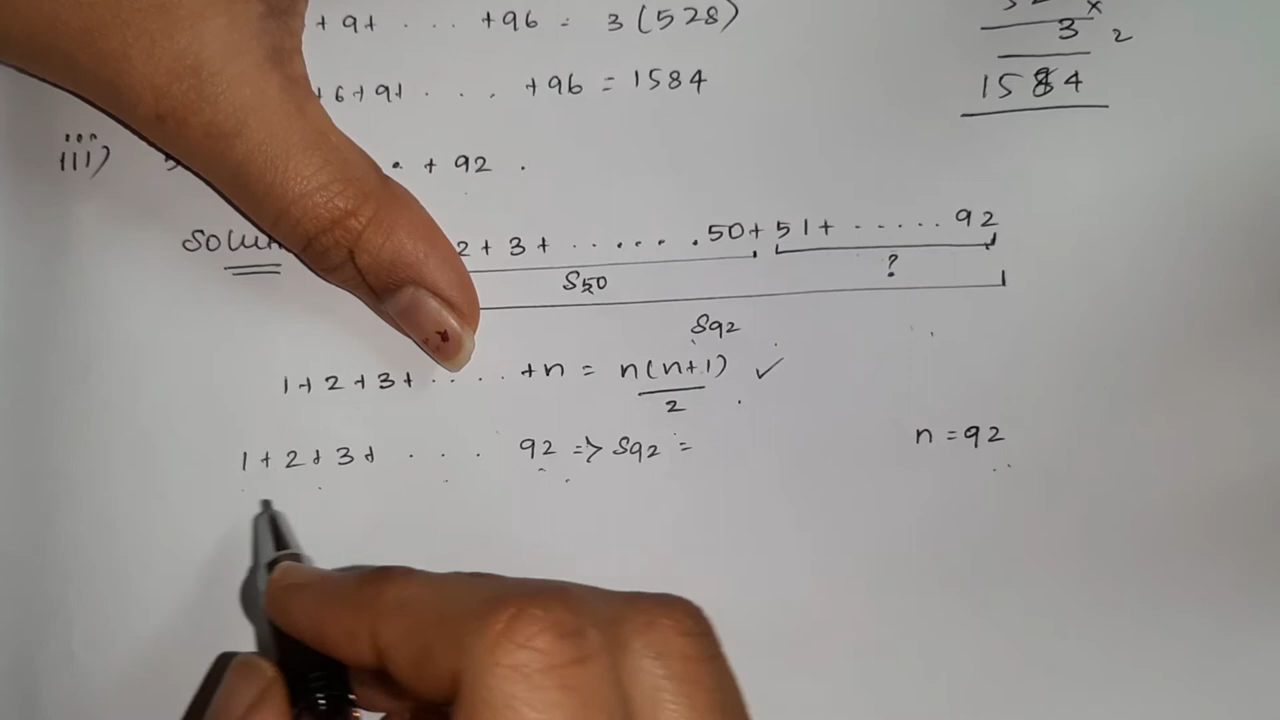 + 9 + . . . + 96 = 3 (528)
3 2
x
+ 6 + 9 + . . . . + 96 = 1584
1584
iii) + 92 .
2 + 3 + . . . . . . . 50 + 51 + . . . . . 92
S50 ?
S92
1 + 2 + 3 + . . . . + n = n(n+1) ✓
2
1 + 2 + 3 + . . . 92 => S92 = n = 92